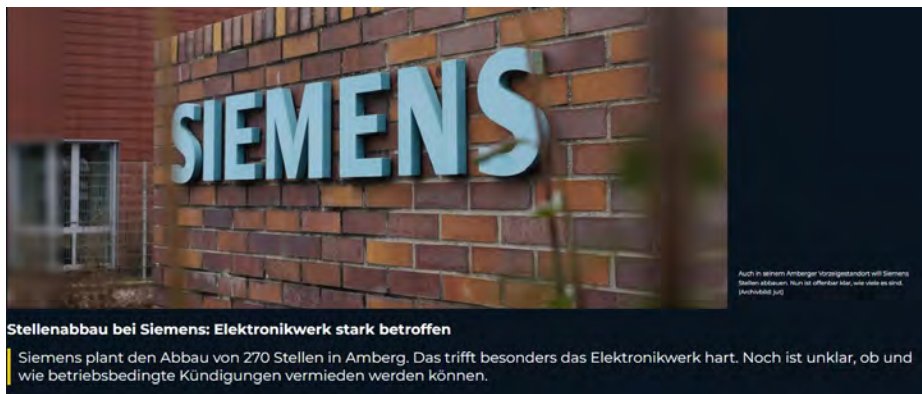 SIEMENS
Auch in seinem Amberger Vorzeigestandort will Siemens
Stellen abbauen. Nun ist offenbar klar, wie viele es sind.
(Archivbild: jut)
Stellenabbau bei Siemens: Elektronikwerk stark betroffen
Siemens plant den Abbau von 270 Stellen in Amberg. Das trifft besonders das Elektronikwerk hart. Noch ist unklar, ob und
wie betriebsbedingte Kündigungen vermieden werden können.